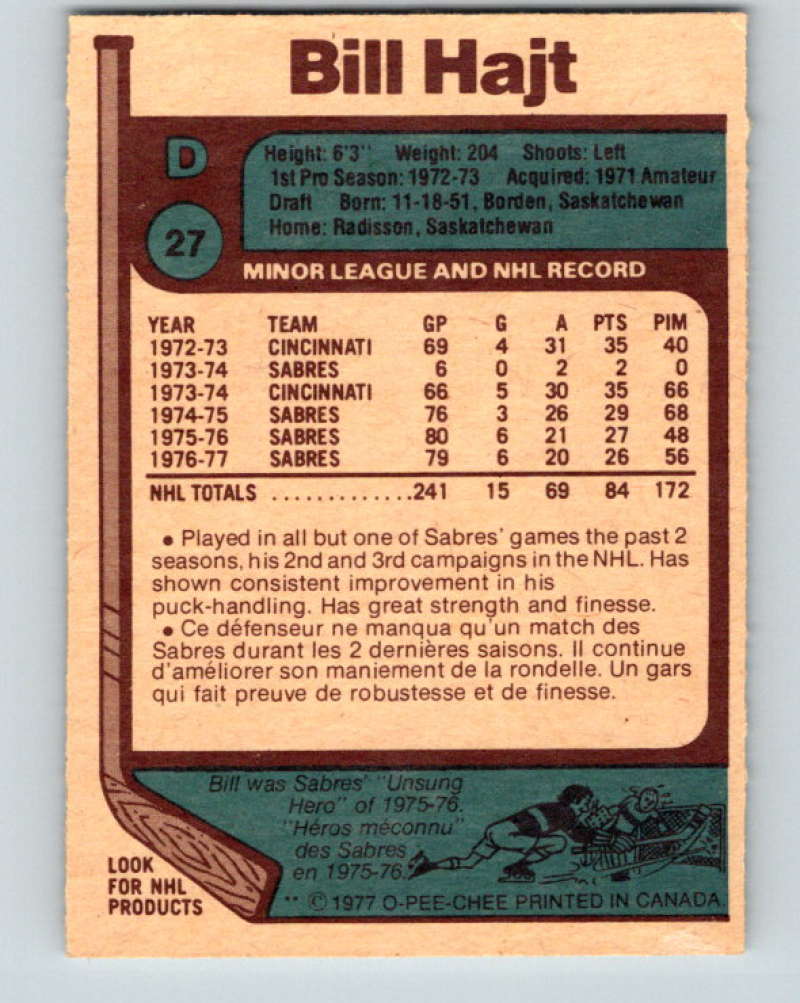 Bill Hajt
D
Height: 6'3'' Weight: 204 Shoots: Left
1st Pro Season: 1972-73 Acquired: 1971 Amateur
Draft Born: 11-18-51, Borden, Saskatchewan
Home: Radisson, Saskatchewan
27
MINOR LEAGUE AND NHL RECORD
YEAR TEAM GP G A PTS PIM
1972-73 CINCINNATI 69 4 31 35 40
1973-74 SABRES 6 0 2 2 0
1973-74 CINCINNATI 66 5 30 35 66
1974-75 SABRES 76 3 26 29 68
1975-76 SABRES 80 6 21 27 48
1976-77 SABRES 79 6 20 26 56
NHL TOTALS .............241 15 69 84 172
• Played in all but one of Sabres' games the past 2
seasons, his 2nd and 3rd campaigns in the NHL. Has
shown consistent improvement in his
puck-handling. Has great strength and finesse.
• Ce défenseur ne manqua qu'un match des
Sabres durant les 2 dernières saisons. Il continue
d'améliorer son maniement de la rondelle. Un gars
qui fait preuve de robustesse et de finesse.
Bill was Sabres' "Unsung
Hero" of 1975-76.
"Héros méconnu"
des Sabres
en 1975-76.
LOOK
FOR NHL
PRODUCTS
** © 1977 O-PEE-CHEE PRINTED IN CANADA.